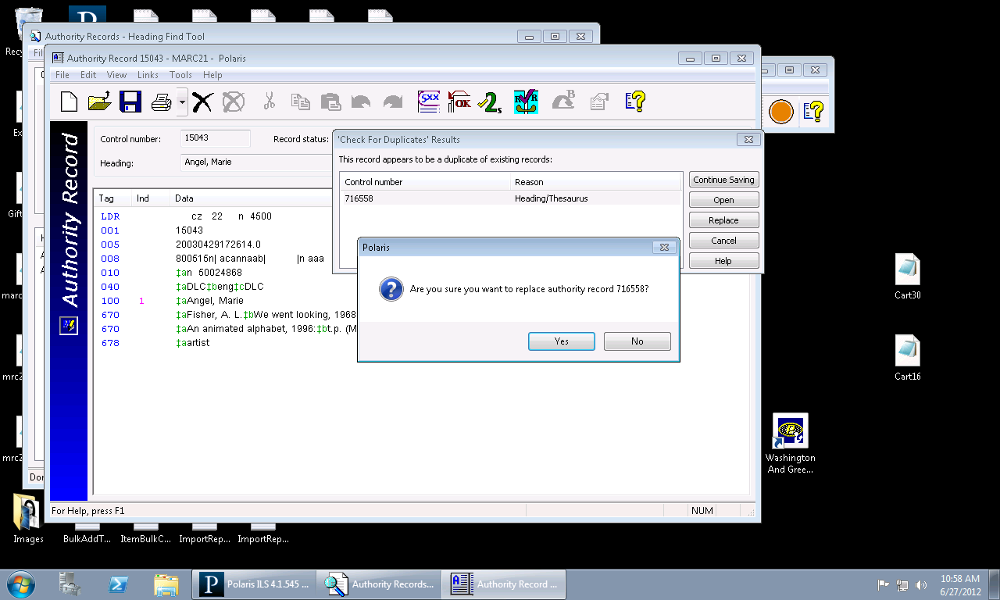 Recy
Authority Records - Heading Find Tool
Fil
Authority Record 15043 - MARC21 - Polaris
File Edit View Links Tools Help
5XX OK 2s
Control number: 15043 Record status:
Heading: Angel, Marie
Authority Record
Tag Ind Data
LDR cz 22 n 4500
001 15043
005 20030429172614.0
008 800515n| acannaab| |n aaa
010 ‡an 50024868
040 ‡aDLC‡beng‡cDLC
100 1 ‡aAngel, Marie
670 ‡aFisher, A. L.‡bWe went looking, 1968
670 ‡aAn animated alphabet, 1996:‡bt.p. (M
678 ‡aartist
'Check For Duplicates' Results
This record appears to be a duplicate of existing records:
Control number Reason
716558 Heading/Thesaurus
Continue Saving
Open
Replace
Cancel
Help
Polaris
Are you sure you want to replace authority record 716558?
Yes No
For Help, press F1 NUM
Ex
Gift
marc
mrc2
mrc2
Don
Cart30
Cart16
Washington
And Gree...
Images BulkAddT... ItemBulkC... ImportRep... ImportRep...
Polaris ILS 4.1.545 ... Authority Records... Authority Record ...
10:58 AM
6/27/2012